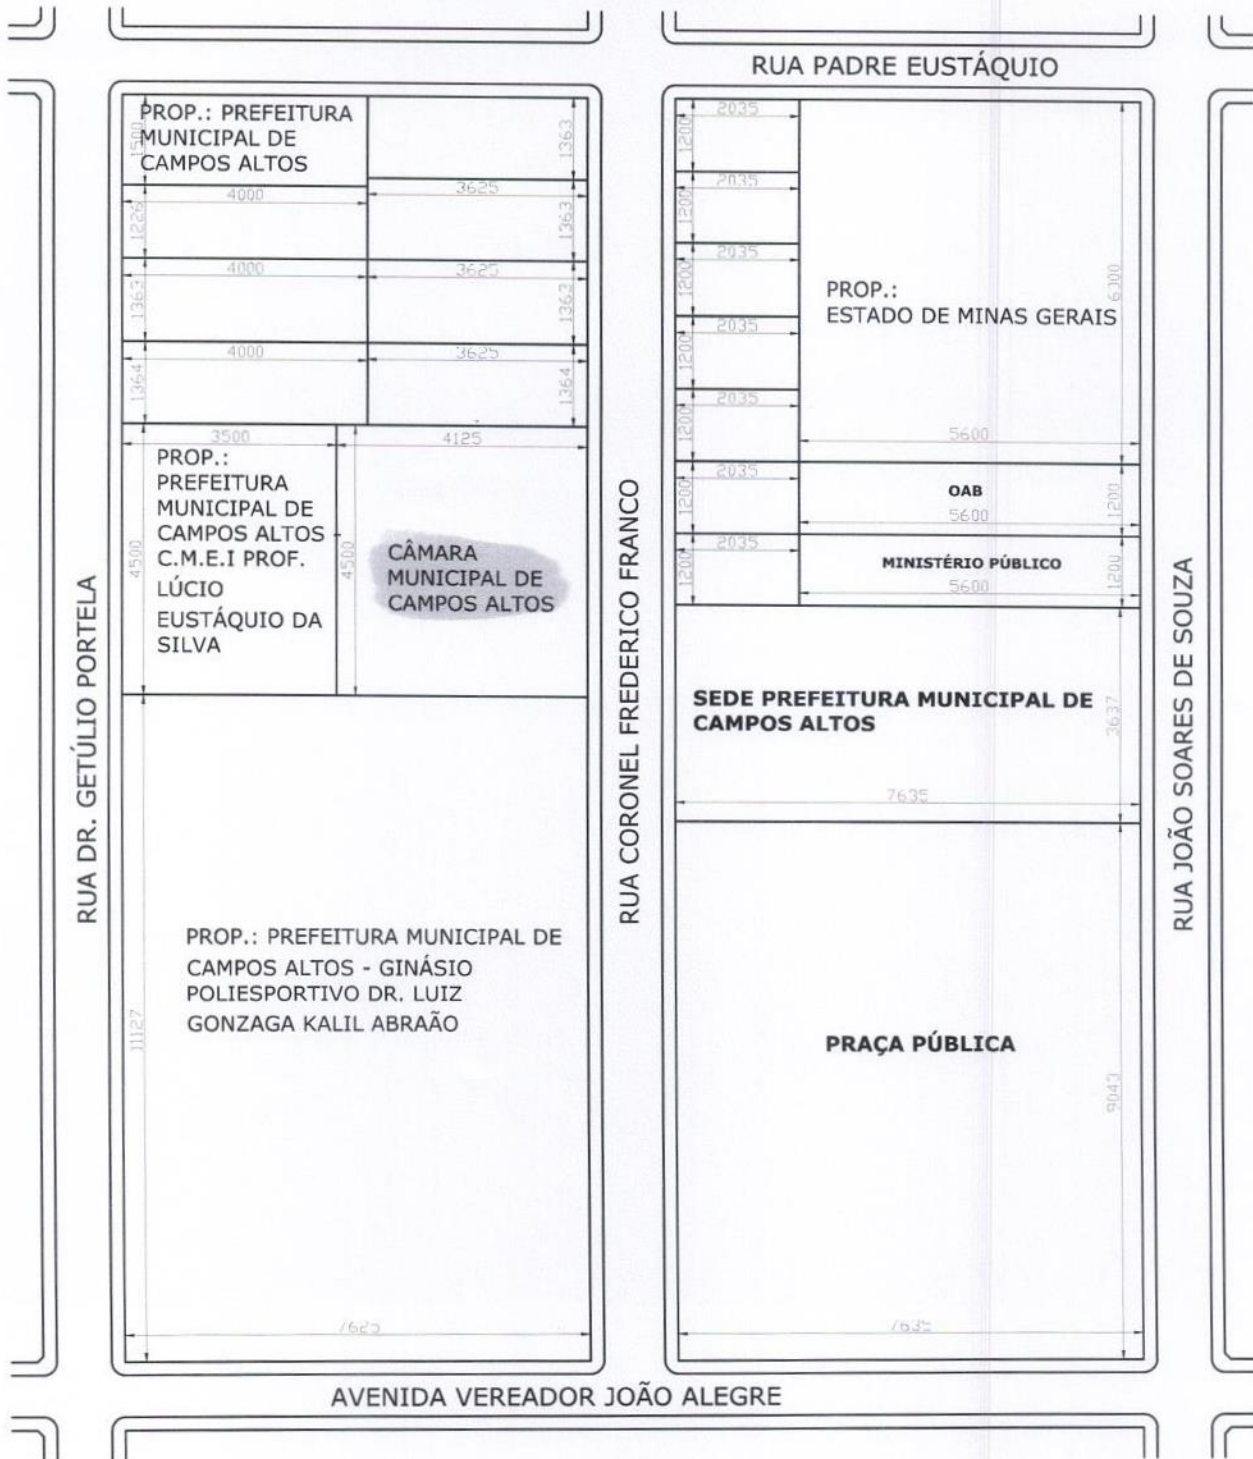 RUA PADRE EUSTÁQUIO
PROP.: PREFEITURA
MUNICIPAL DE
CAMPOS ALTOS
1500
1363
4000
3625
1226
1363
4000
3625
1363
1363
4000
3625
1364
1364
3500
4125
PROP.:
PREFEITURA
MUNICIPAL DE
CAMPOS ALTOS
C.M.E.I PROF.
LÚCIO
EUSTÁQUIO DA
SILVA
4500
4500
CÂMARA
MUNICIPAL DE
CAMPOS ALTOS
PROP.: PREFEITURA MUNICIPAL DE
CAMPOS ALTOS - GINÁSIO
POLIESPORTIVO DR. LUIZ
GONZAGA KALIL ABRAÃO
11127
7625
RUA DR. GETÚLIO PORTELA
RUA CORONEL FREDERICO FRANCO
2035
1200
2035
1200
2035
1200
2035
1200
2035
1200
2035
1200
2035
1200
PROP.:
ESTADO DE MINAS GERAIS
6000
5600
OAB
5600
1200
MINISTÉRIO PÚBLICO
5600
1200
SEDE PREFEITURA MUNICIPAL DE
CAMPOS ALTOS
3637
7635
PRAÇA PÚBLICA
9043
7635
RUA JOÃO SOARES DE SOUZA
AVENIDA VEREADOR JOÃO ALEGRE